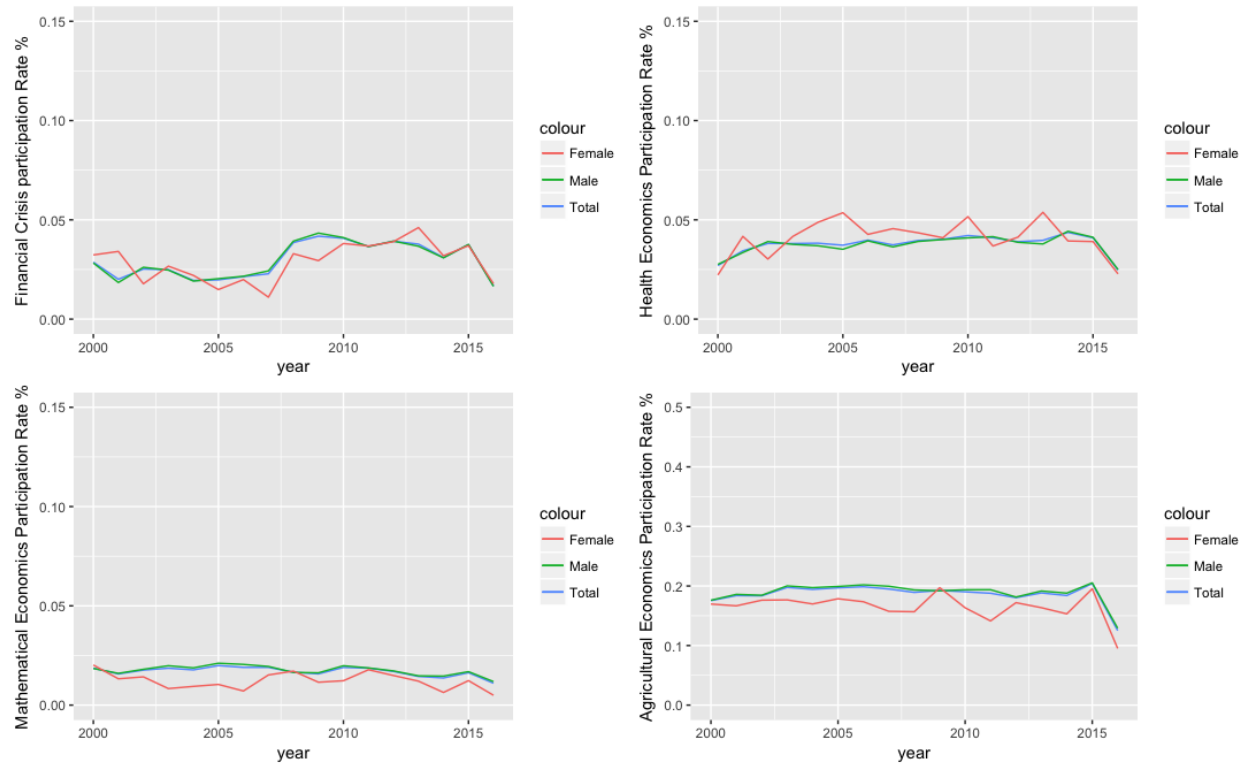 Financial Crisis participation Rate %
0.15
0.10
0.05
0.00
2000 2005 2010 2015
year
colour
Female
Male
Total
Health Economics Participation Rate %
0.15
0.10
0.05
0.00
2000 2005 2010 2015
year
colour
Female
Male
Total
Mathematical Economics Participation Rate %
0.15
0.10
0.05
0.00
2000 2005 2010 2015
year
colour
Female
Male
Total
Agricultural Economics Participation Rate %
0.5
0.4
0.3
0.2
0.1
0.0
2000 2005 2010 2015
year
colour
Female
Male
Total